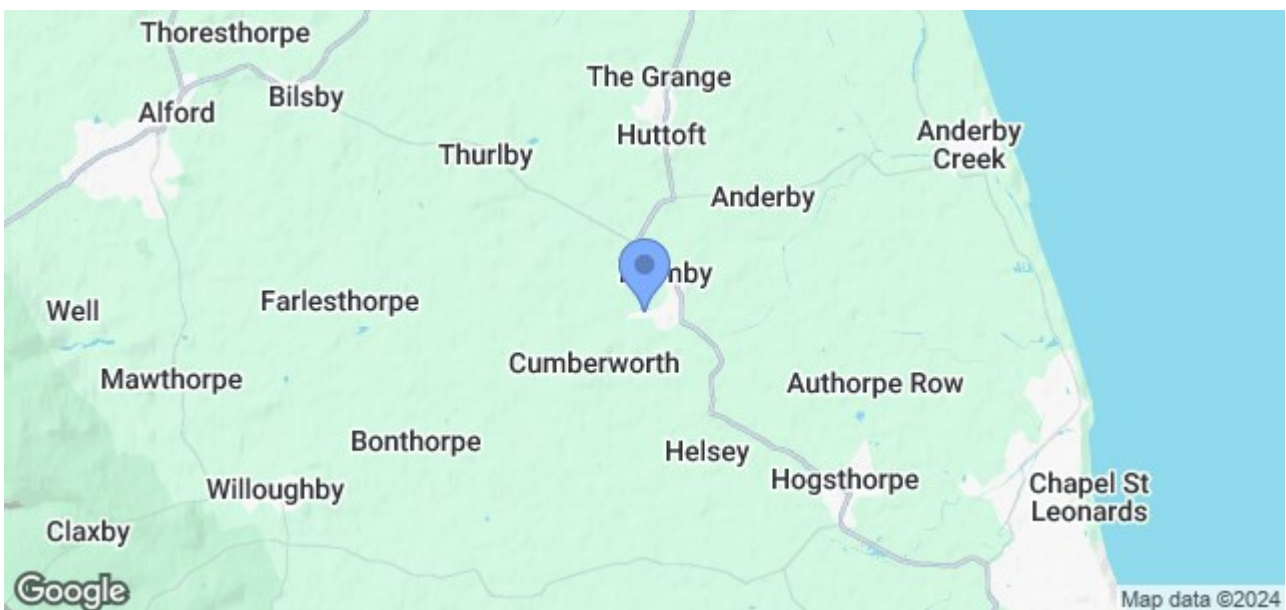 Thoresthorpe
The Grange
Bilsby
Alford
Huttoft
Anderby
Creek
Thurlby
Anderby
Farlesthorpe
Well
Cumberworth
Mawthorpe
Authorpe Row
Bonthorpe
Helsey
Hogsthorpe
Willoughby
Chapel St
Leonards
Claxby
Google
Map data ©2024